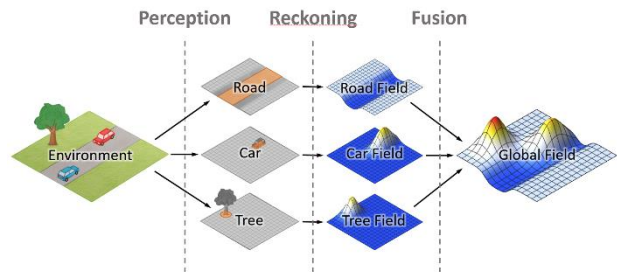 Perception Reckoning Fusion
Road Road Field
Environment Car Car Field Global Field
Tree Tree Field